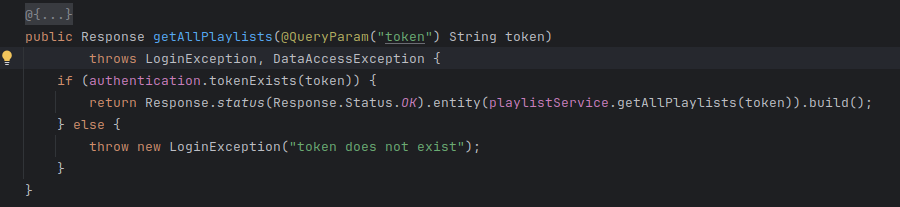 @{...}
public Response getAllPlaylists(@QueryParam("token") String token)
        throws LoginException, DataAccessException {
    if (authentication.tokenExists(token)) {
        return Response.status(Response.Status.OK).entity(playlistService.getAllPlaylists(token)).build();
    } else {
        throw new LoginException("token does not exist");
    }
}